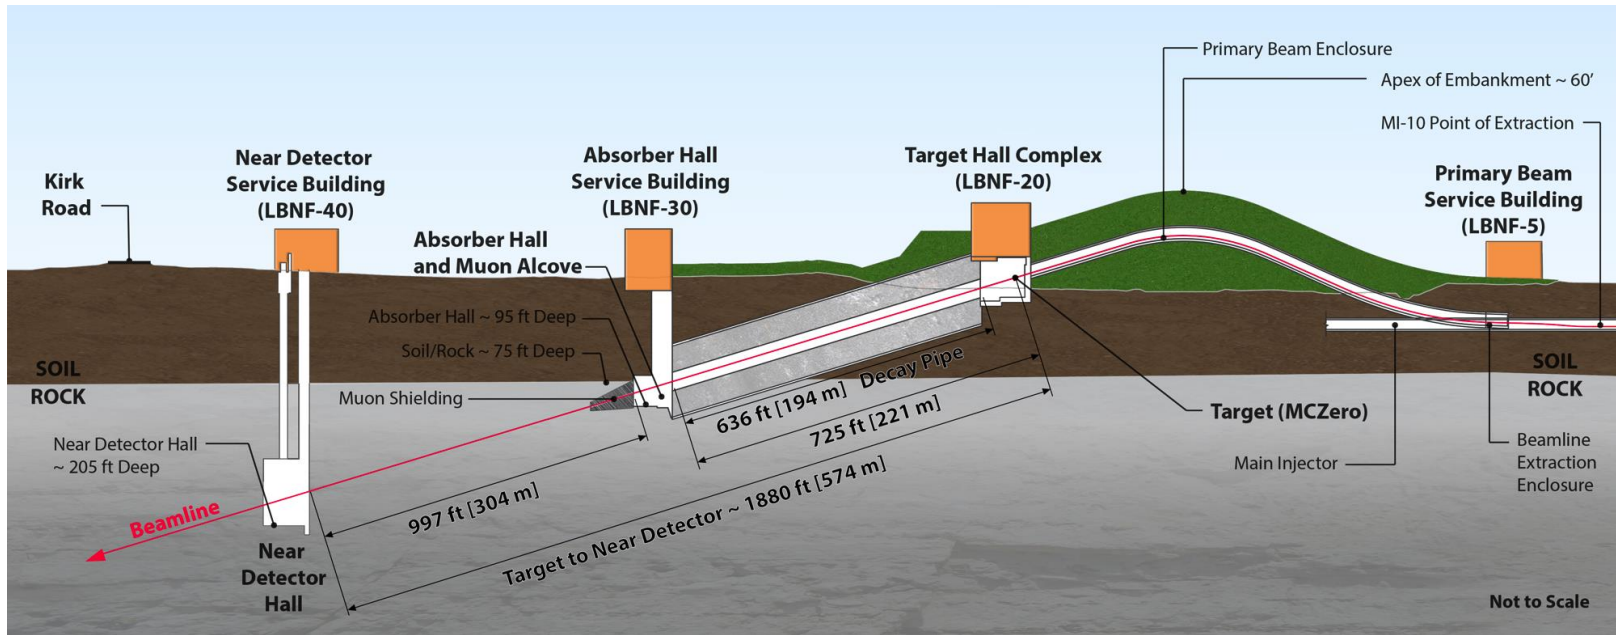 Primary Beam Enclosure
Apex of Embankment ~ 60'
MI-10 Point of Extraction
Near Detector
Service Building
(LBNF-40)
Absorber Hall
Service Building
(LBNF-30)
Target Hall Complex
(LBNF-20)
Primary Beam
Service Building
(LBNF-5)
Kirk
Road
Absorber Hall
and Muon Alcove
Absorber Hall ~ 95 ft Deep
Soil/Rock ~ 75 ft Deep
Muon Shielding
SOIL
ROCK
SOIL
ROCK
636 ft [194 m] Decay Pipe
725 ft [221 m]
Target (MCZero)
Near Detector Hall
~ 205 ft Deep
Main Injector
Beamline
Extraction
Enclosure
997 ft [304 m]
Target to Near Detector ~ 1880 ft [574 m]
Beamline
Near
Detector
Hall
Not to Scale